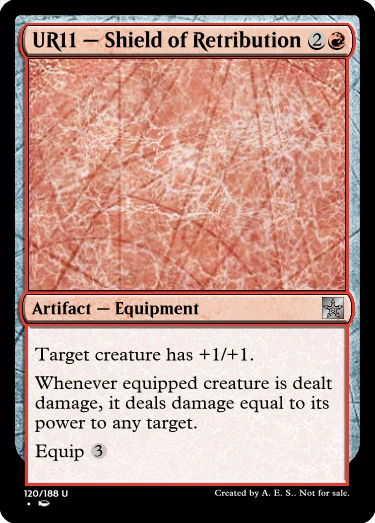 UR11 — Shield of Retribution 2
Artifact — Equipment
Target creature has +1/+1.
Whenever equipped creature is dealt
damage, it deals damage equal to its
power to any target.
Equip 3
120/188 U
Created by A. E. S.. Not for sale.